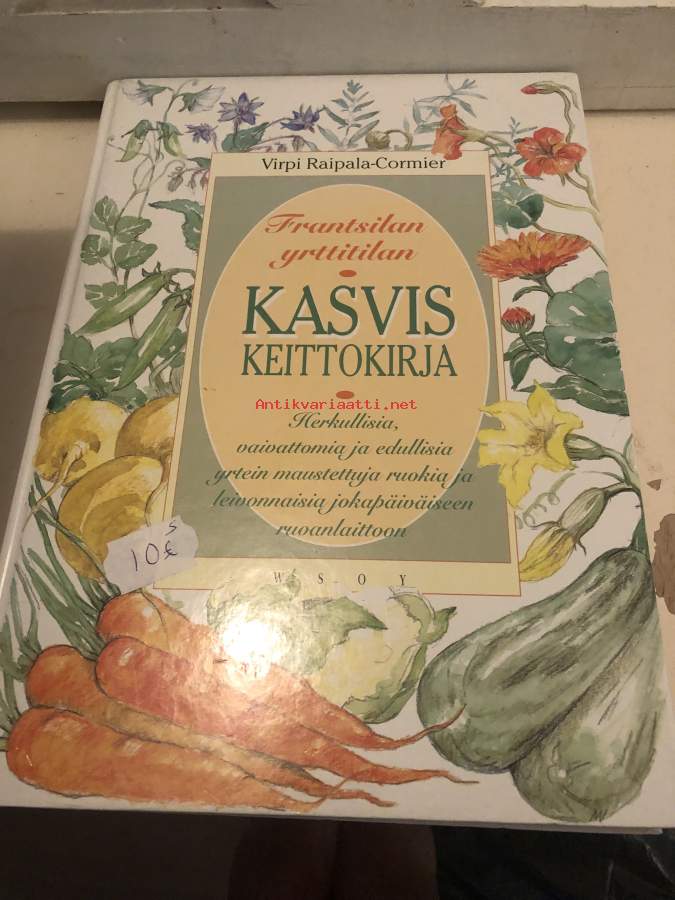 Virpi Raipala-Cormier
Frantsilan
yrttitilan
KASVIS
KEITTOKIRJA
Antikvariaatti.net
Herkullisia,
vaivattomia ja edullisia
yrtein maustettuja ruokia ja
leivonnaisia jokapäiväiseen
ruoanlaittoon
10€
s
WSOY